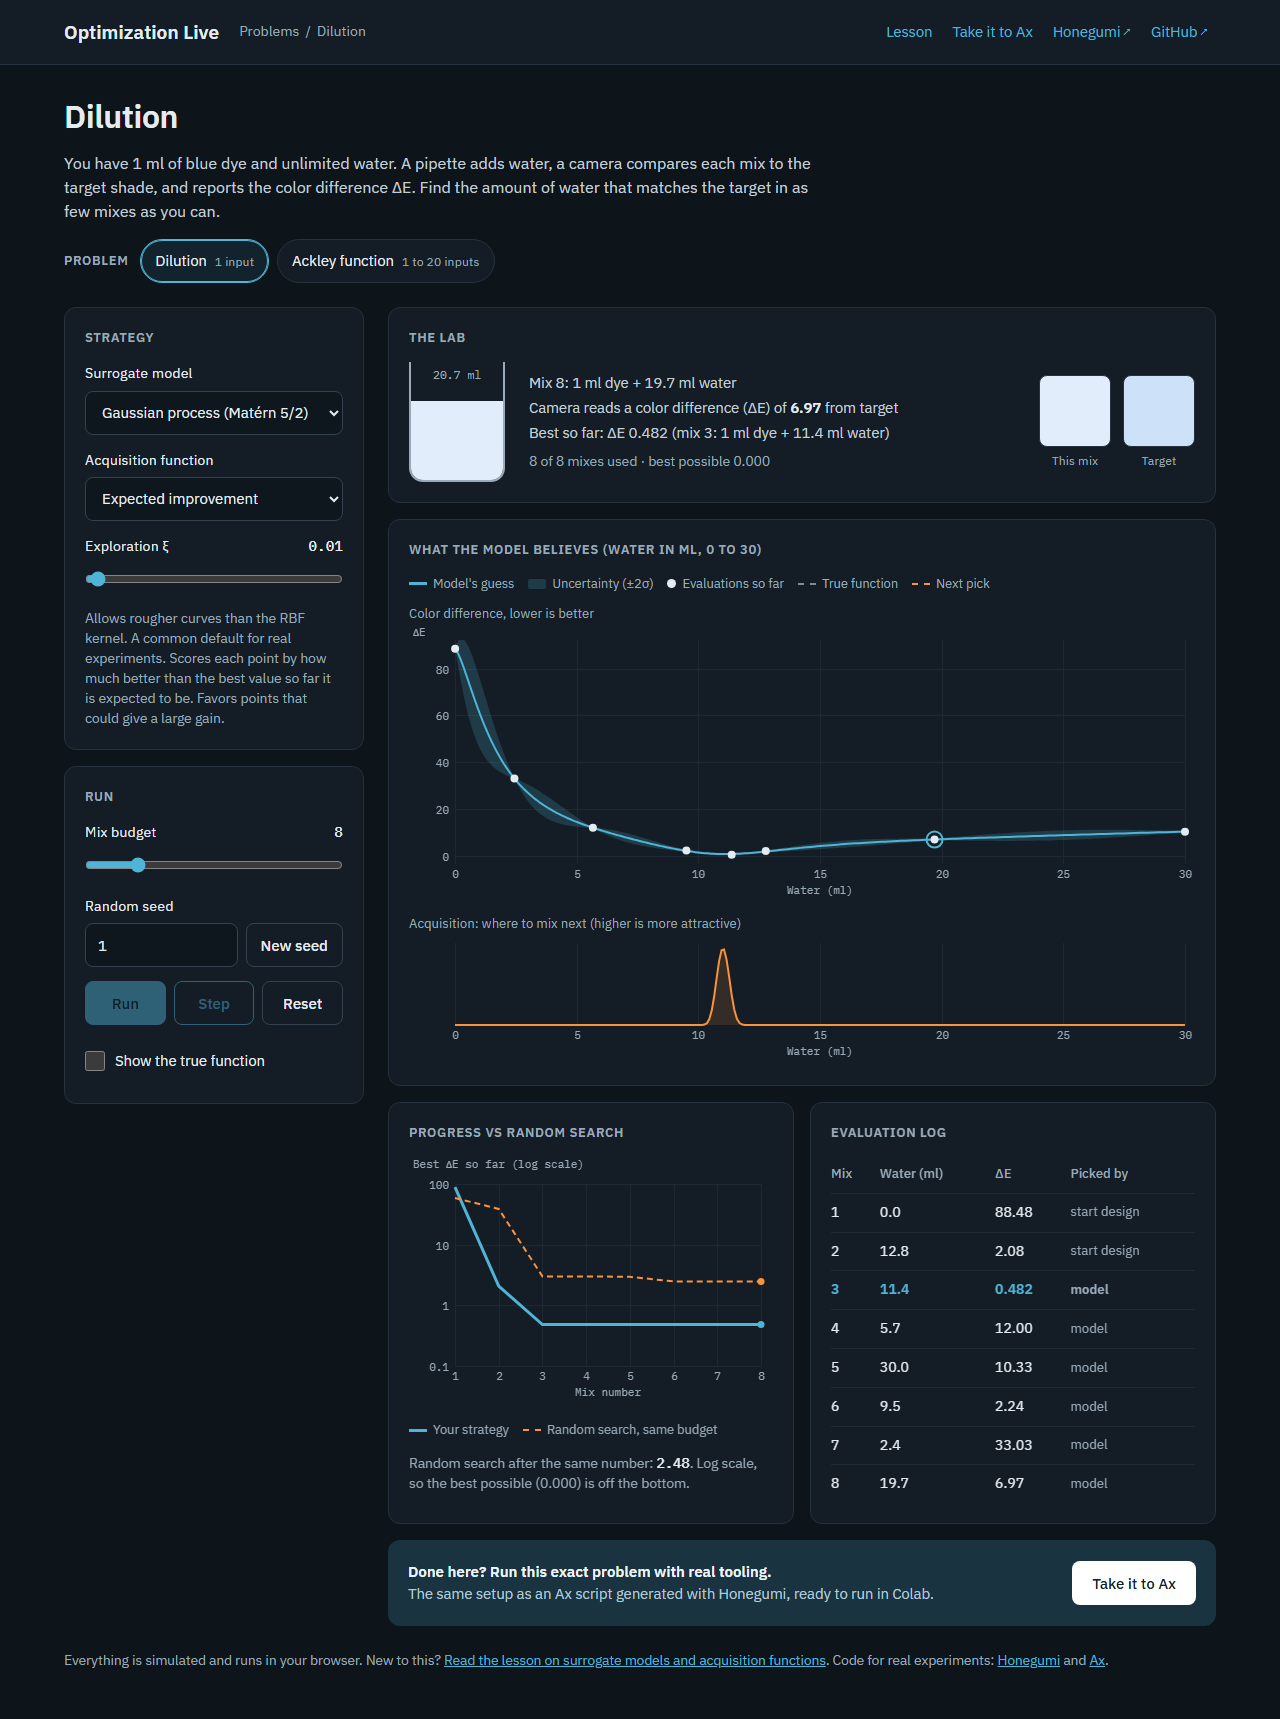 Optimization Live
Problems / Dilution
Lesson
Take it to Ax
Honegumi↗
GitHub↗
Dilution
You have 1 ml of blue dye and unlimited water. A pipette adds water, a camera compares each mix to the
target shade, and reports the color difference ΔE. Find the amount of water that matches the target in as
few mixes as you can.
PROBLEM
Dilution 1 input
Ackley function 1 to 20 inputs
STRATEGY
Surrogate model
Gaussian process (Matérn 5/2)
Acquisition function
Expected improvement
Exploration ξ 0.01
Allows rougher curves than the RBF
kernel. A common default for real
experiments. Scores each point by how
much better than the best value so far it
is expected to be. Favors points that
could give a large gain.
RUN
Mix budget 8
Random seed
1
New seed
Run
Step
Reset
Show the true function
THE LAB
20.7 ml
Mix 8: 1 ml dye + 19.7 ml water
Camera reads a color difference (ΔE) of 6.97 from target
Best so far: ΔE 0.482 (mix 3: 1 ml dye + 11.4 ml water)
8 of 8 mixes used · best possible 0.000
This mix
Target
WHAT THE MODEL BELIEVES (WATER IN ML, 0 TO 30)
Model's guess
Uncertainty (±2σ)
Evaluations so far
True function
Next pick
Color difference, lower is better
ΔE
80
60
40
20
0
0 5 10 15 20 25 30
Water (ml)
Acquisition: where to mix next (higher is more attractive)
0 5 10 15 20 25 30
Water (ml)
PROGRESS VS RANDOM SEARCH
Best ΔE so far (log scale)
100
10
1
0.1
1 2 3 4 5 6 7 8
Mix number
Your strategy
Random search, same budget
Random search after the same number: 2.48. Log scale,
so the best possible (0.000) is off the bottom.
EVALUATION LOG
Mix Water (ml) ΔE Picked by
1 0.0 88.48 start design
2 12.8 2.08 start design
3 11.4 0.482 model
4 5.7 12.00 model
5 30.0 10.33 model
6 9.5 2.24 model
7 2.4 33.03 model
8 19.7 6.97 model
Done here? Run this exact problem with real tooling.
The same setup as an Ax script generated with Honegumi, ready to run in Colab.
Take it to Ax
Everything is simulated and runs in your browser. New to this? Read the lesson on surrogate models and acquisition functions. Code for real experiments: Honegumi and Ax.